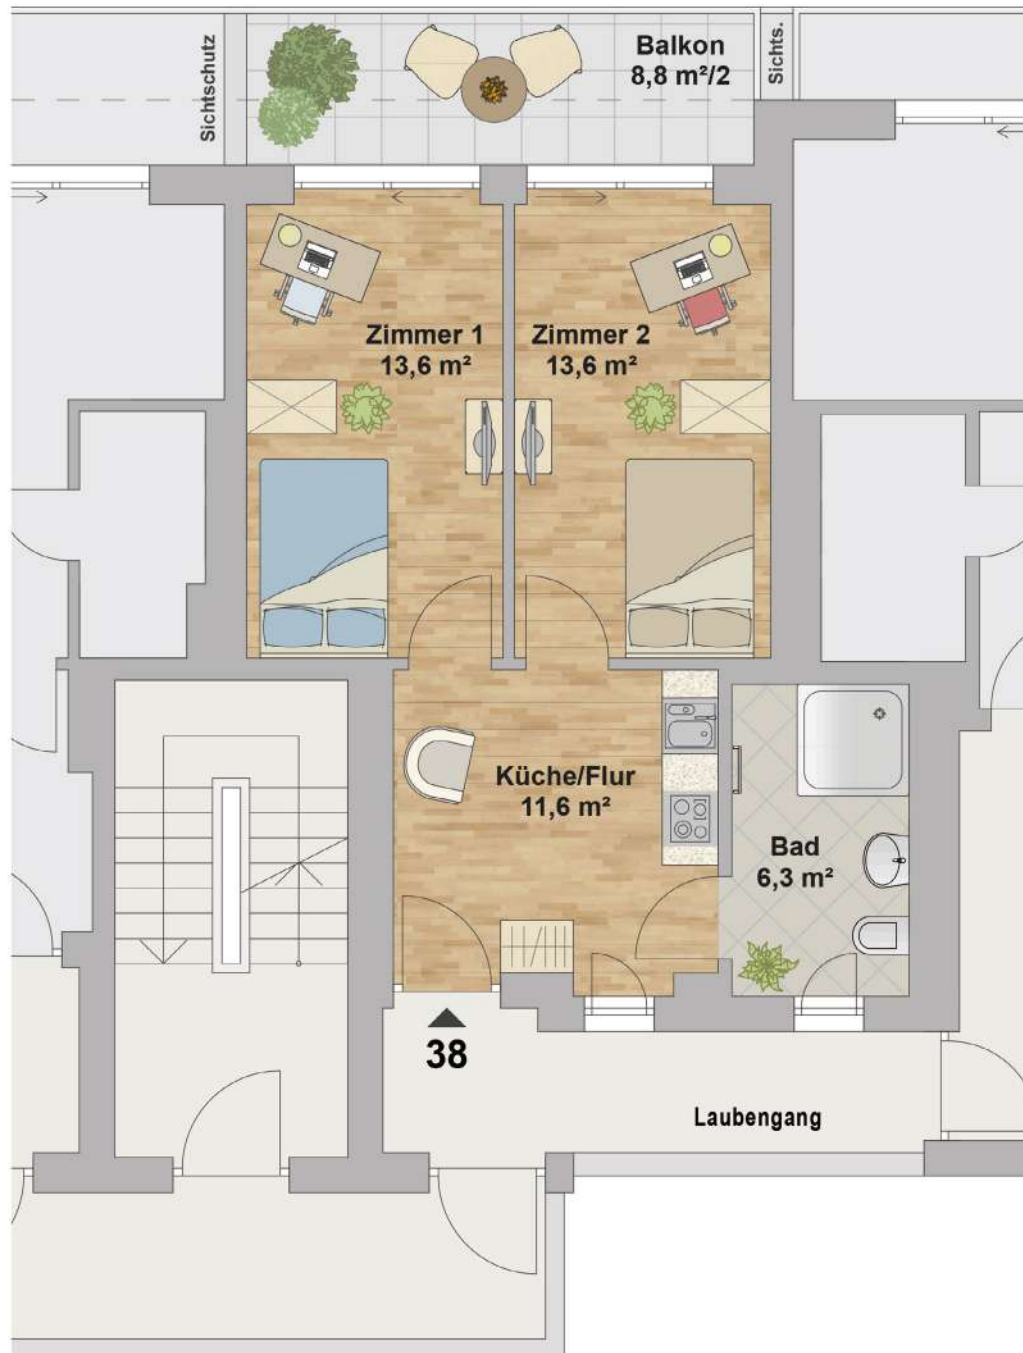 Sichtschutz
Balkon
8,8 m²/2
Sichts.
Zimmer 1
13,6 m²
Zimmer 2
13,6 m²
Küche/Flur
11,6 m²
Bad
6,3 m²
38
Laubengang